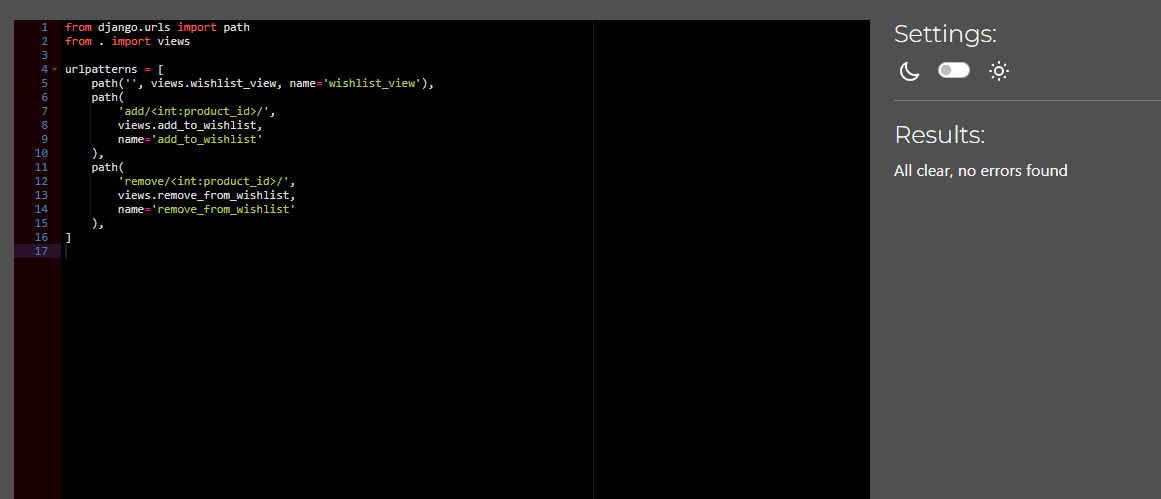 1 from django.urls import path
2 from . import views
3
4 urlpatterns = [
5     path('', views.wishlist_view, name='wishlist_view'),
6     path(
7         'add/<int:product_id>/',
8         views.add_to_wishlist,
9         name='add_to_wishlist'
10     ),
11     path(
12         'remove/<int:product_id>/',
13         views.remove_from_wishlist,
14         name='remove_from_wishlist'
15     ),
16 ]
17
Settings:
Results:
All clear, no errors found